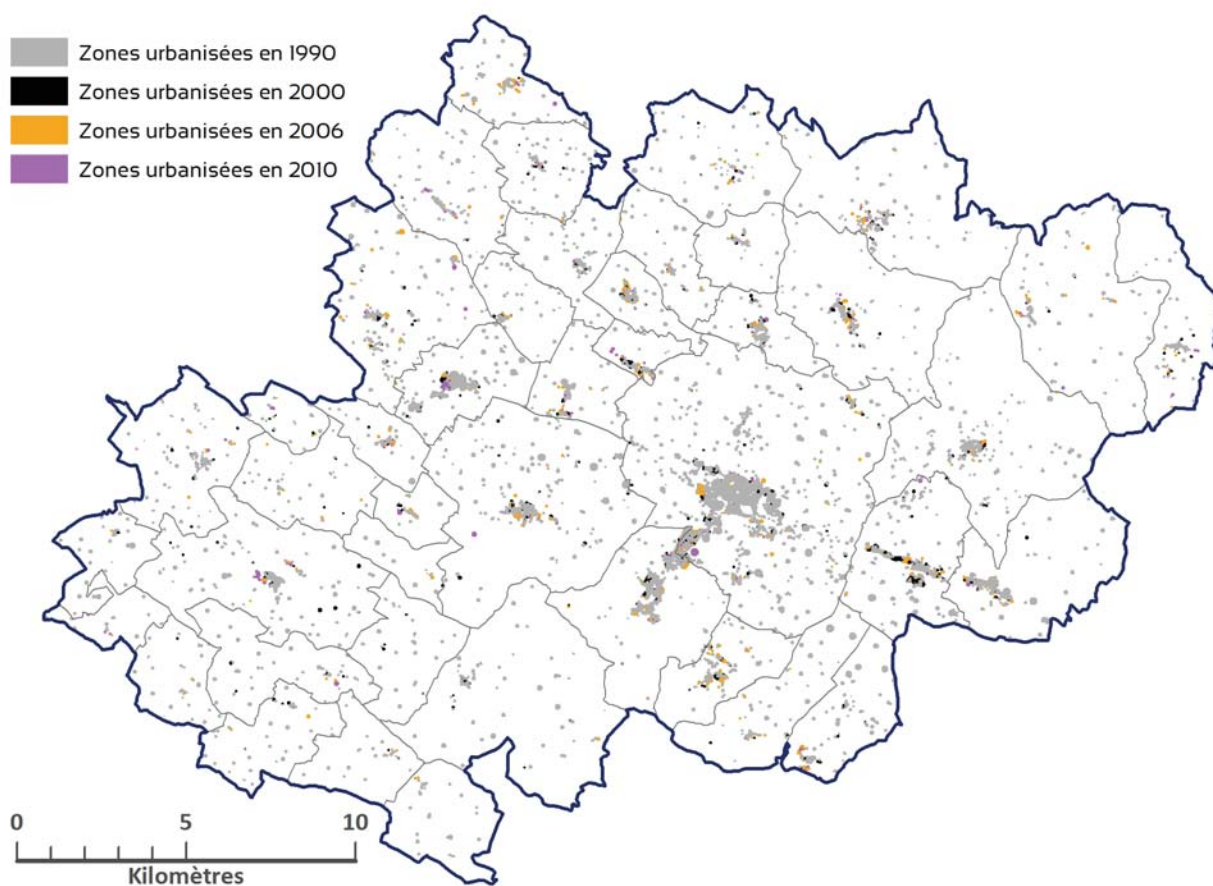 Zones urbanisées en 1990
Zones urbanisées en 2000
Zones urbanisées en 2006
Zones urbanisées en 2010
0 5 10
Kilomètres